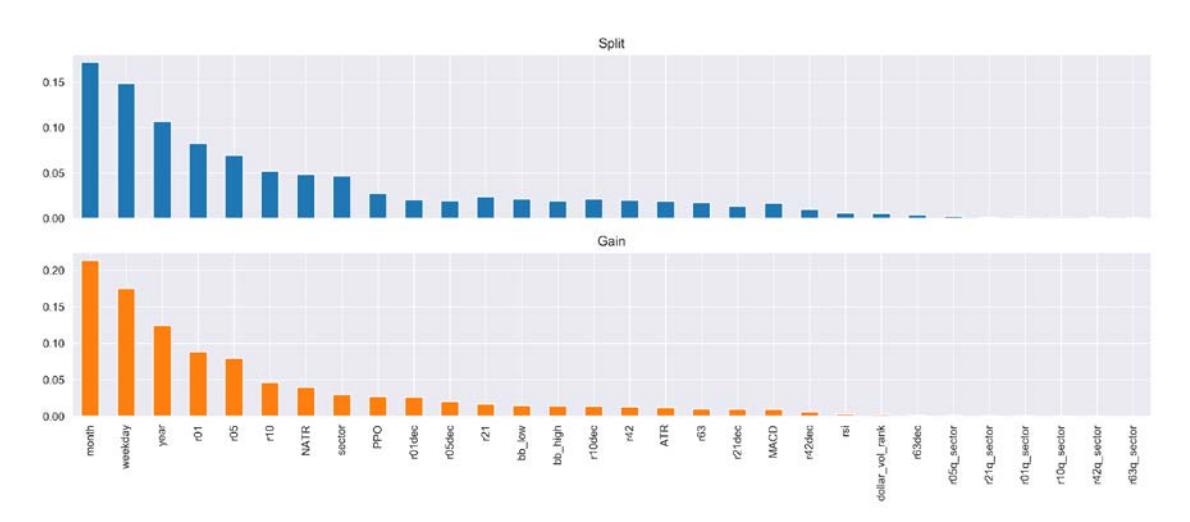 Split
0.15
0.10
0.05
0.00
Gain
0.20
0.15
0.10
0.05
0.00
month
weekday
year
r01
r05
r10
NATR
sector
PPO
r01dec
r05dec
r21
bb_low
bb_high
r10dec
r42
ATR
r63
r21dec
MACD
r42dec
rsi
dollar_vol_rank
r63dec
r05q_sector
r21q_sector
r01q_sector
r10q_sector
r42q_sector
r63q_sector